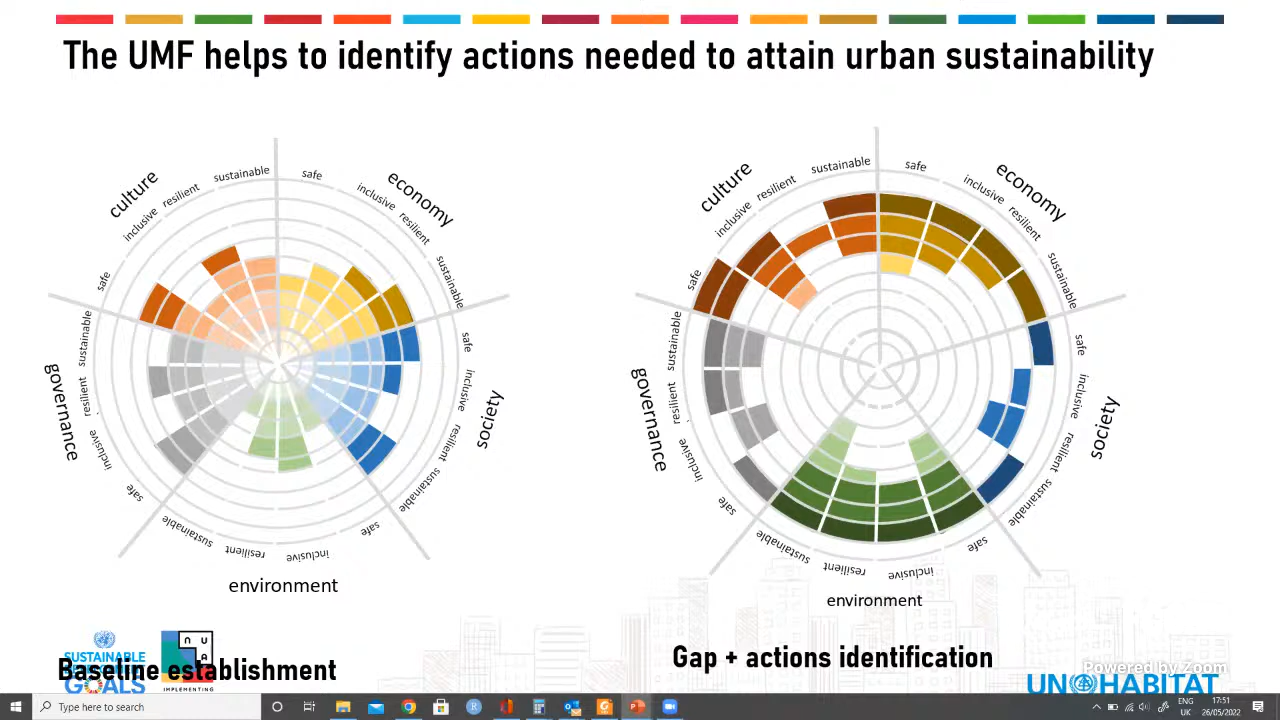 The UMF helps to identify actions needed to attain urban sustainability
culture
economy
society
environment
governance
safe
inclusive
resilient
sustainable
safe
inclusive
resilient
sustainable
safe
inclusive
resilient
sustainable
safe
inclusive
resilient
sustainable
safe
inclusive
resilient
sustainable
culture
economy
society
environment
governance
safe
inclusive
resilient
sustainable
safe
inclusive
resilient
sustainable
safe
inclusive
resilient
sustainable
safe
inclusive
resilient
sustainable
safe
inclusive
resilient
sustainable
SUSTAINABLE
GOALS
N U
A
IMPLEMENTING
Baseline establishment
Gap + actions identification
Powered by Zoom
UN HABITAT
Type here to search
R
ENG
UK
17:51
26/05/2022